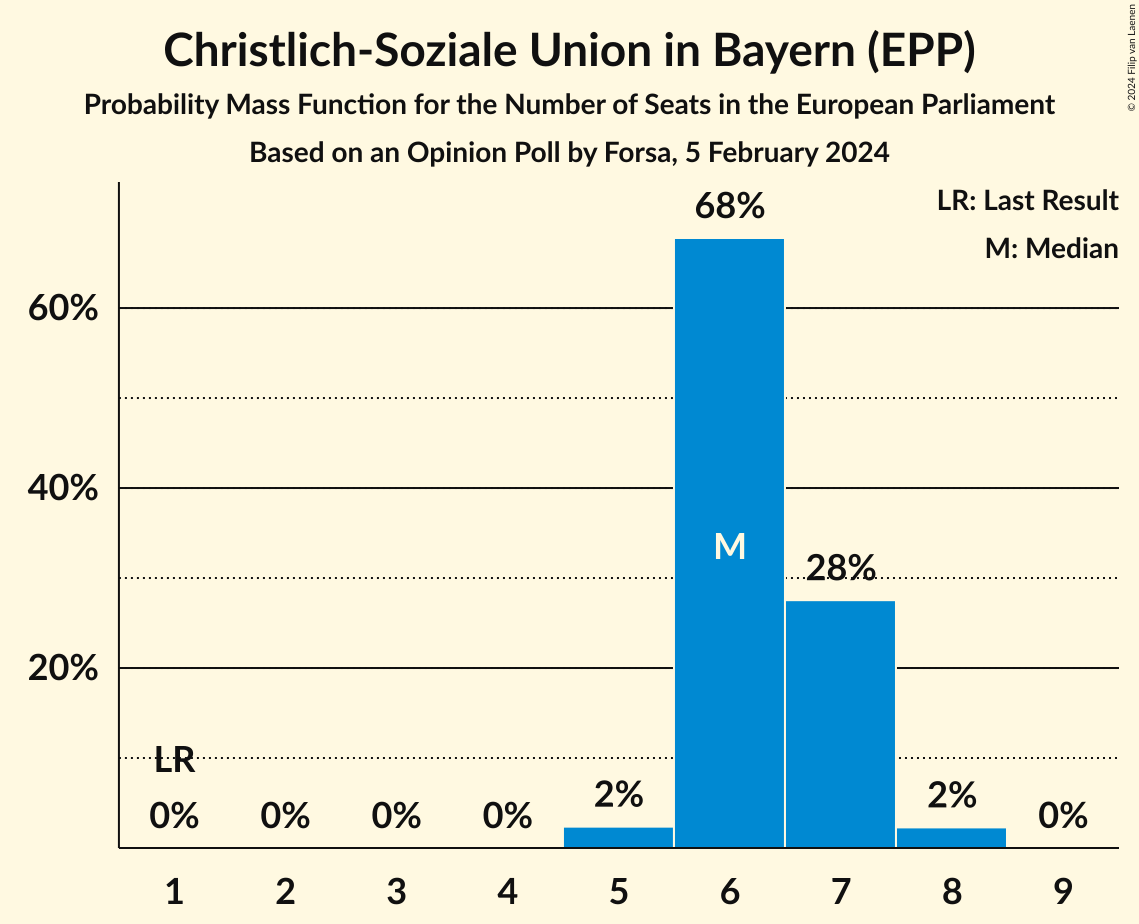 Christlich-Soziale Union in Bayern (EPP)
Probability Mass Function for the Number of Seats in the European Parliament
Based on an Opinion Poll by Forsa, 5 February 2024
© 2024 Filip van Laenen
LR: Last Result
M: Median
68%
60%
40%
M
28%
20%
LR
0%
0%
0%
0%
2%
2%
0%
1
2
3
4
5
6
7
8
9